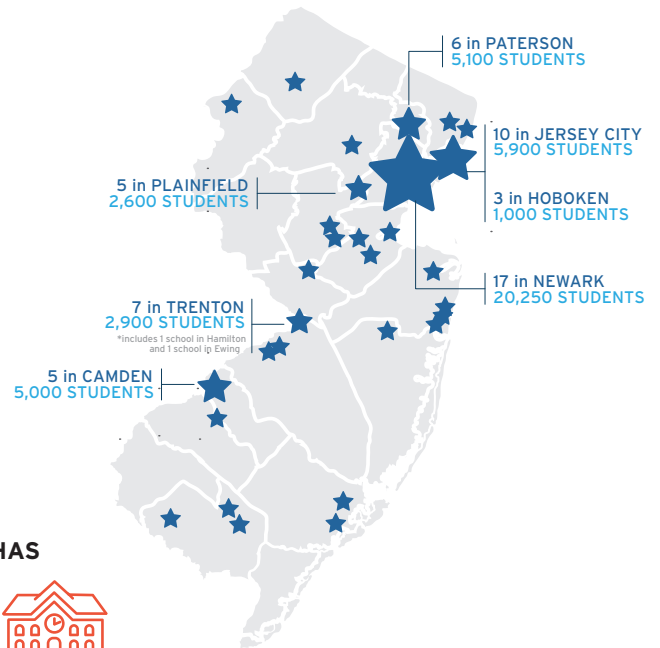 6 in PATERSON
5,100 STUDENTS
10 in JERSEY CITY
5,900 STUDENTS
5 in PLAINFIELD
2,600 STUDENTS
3 in HOBOKEN
1,000 STUDENTS
17 in NEWARK
20,250 STUDENTS
7 in TRENTON
2,900 STUDENTS
*includes 1 school in Hamilton
and 1 school in Ewing
5 in CAMDEN
5,000 STUDENTS
HAS